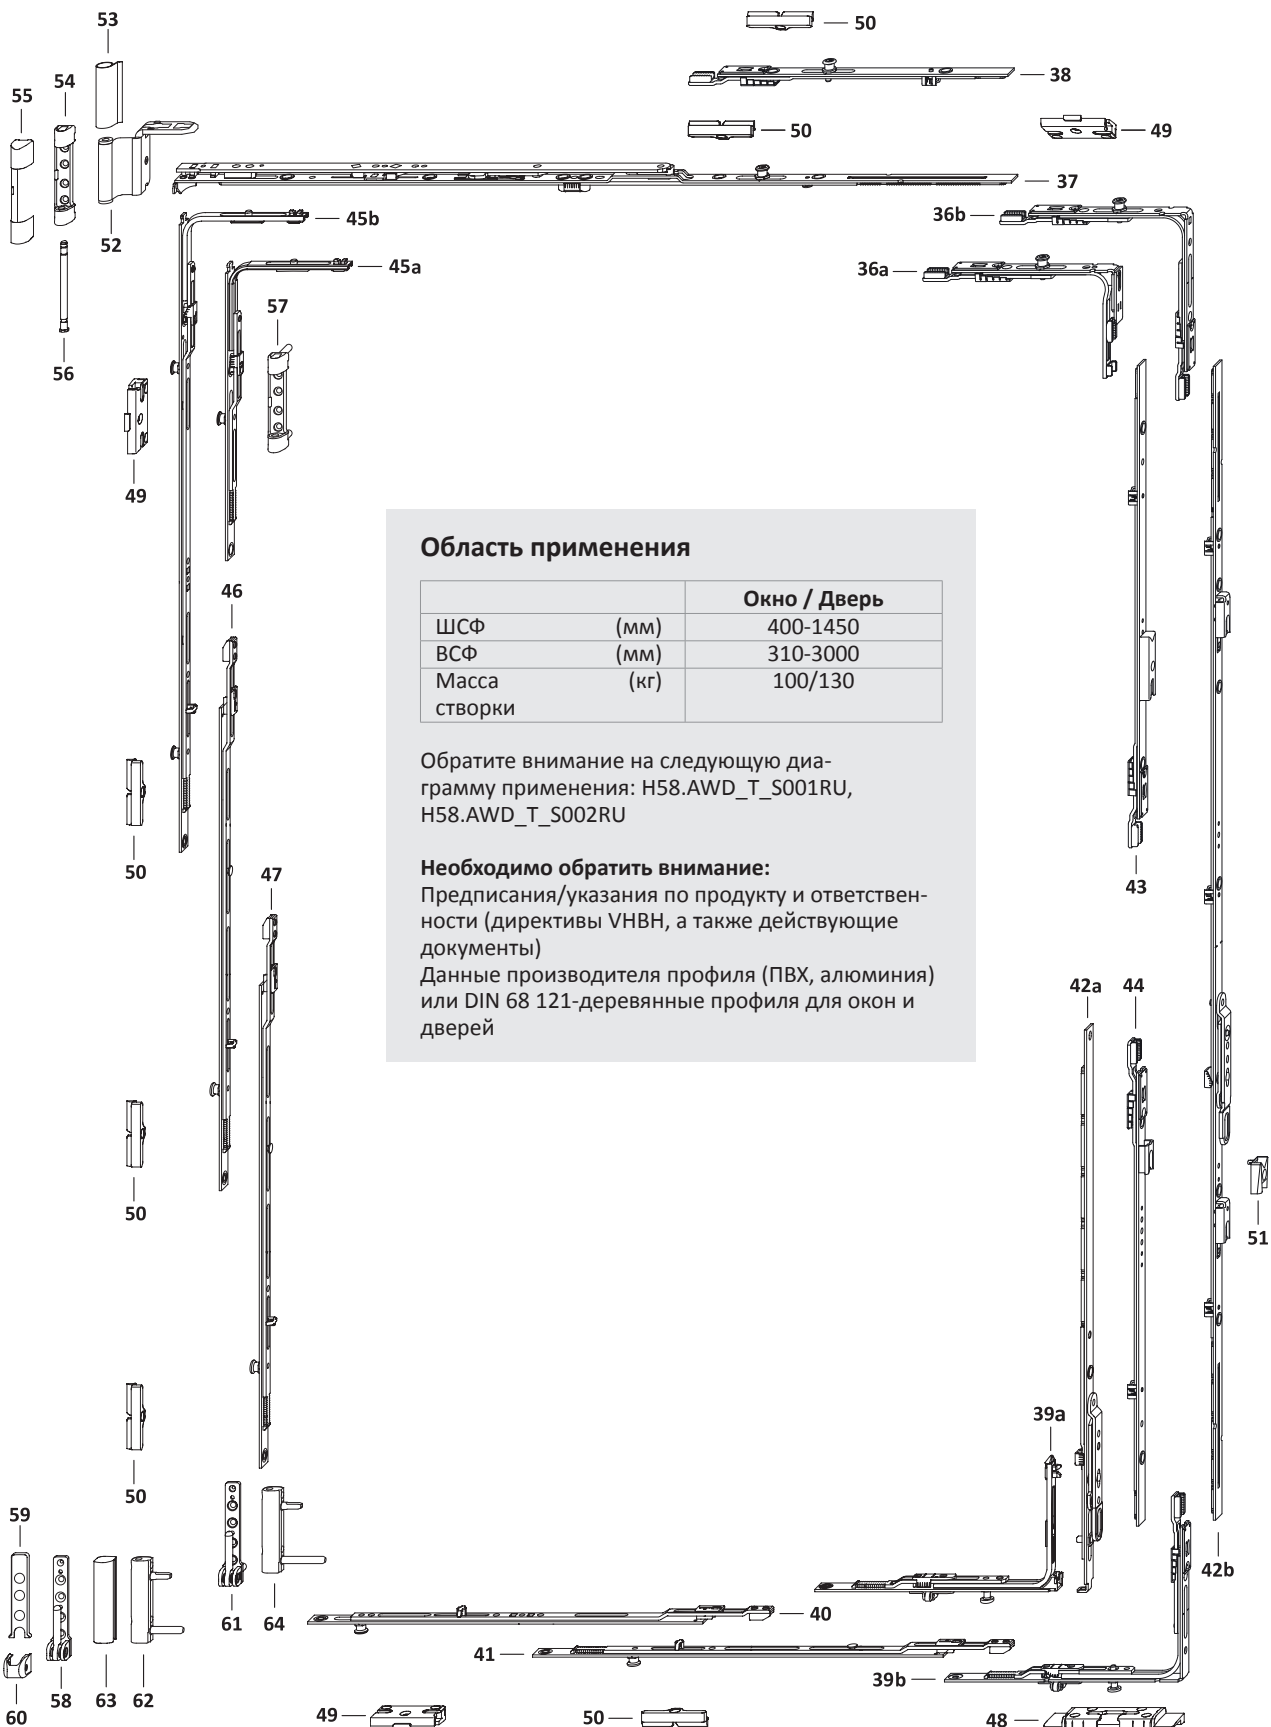 53
50
54
38
55
50
49
37
45b
36b
52
45a
36a
57
56
49
Область применения
Окно / Дверь
ШСФ (мм) 400-1450
ВСФ (мм) 310-3000
Масса створки (кг) 100/130
46
Обратите внимание на следующую диа-
грамму применения: H58.AWD_T_S001RU,
H58.AWD_T_S002RU
Необходимо обратить внимание:
Предписания/указания по продукту и ответствен-
ности (директивы VHBH, а также действующие
документы)
Данные производителя профиля (ПВХ, алюминия)
или DIN 68 121-деревянные профиля для окон и
дверей
50
47
43
42a
44
50
51
39a
50
59
42b
61
64
40
41
39b
60
58
63
62
49
50
48